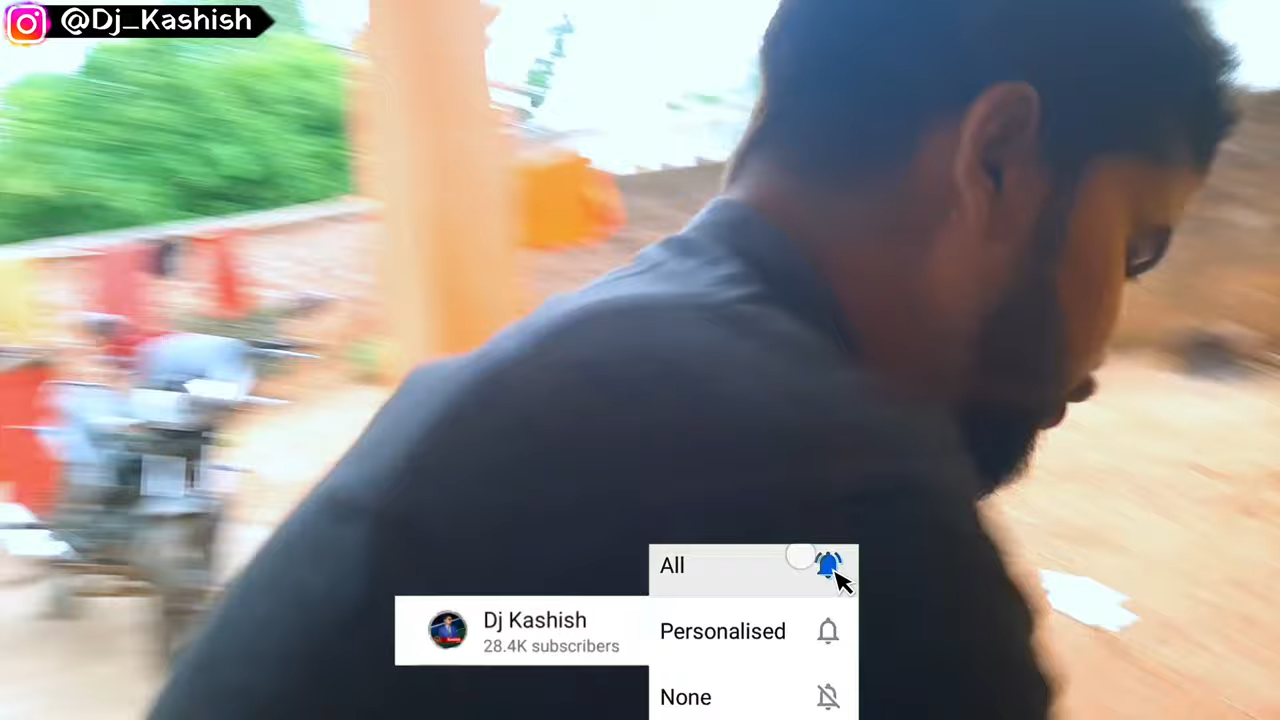 @Dj_Kashish
All
Dj Kashish
28.4K subscribers
Personalised
None